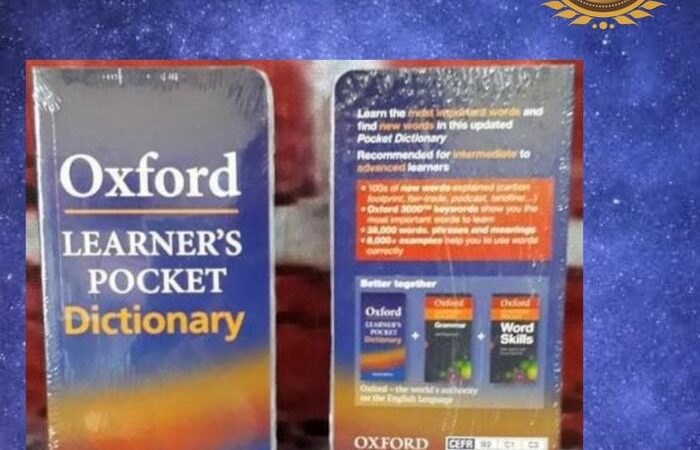 Oxford
LEARNER'S
POCKET
Dictionary
Learn the most important words and
find new words in this updated
Pocket Dictionary
Recommended for intermediate to
advanced learners
• 100s of new words explained (carbon
footprint, fair-trade, podcast, landline...)
• Oxford 3000™ keywords show you the
most important words to learn
• 38,000 words, phrases and meanings
• 8,000+ examples help you to use words
correctly
Better together
Oxford
LEARNER'S
POCKET
Dictionary
+
Oxford
Grammar
+
Oxford
Word
Skills
Oxford – the world's authority
on the English language
OXFORD
CEFR B2 C1 C2